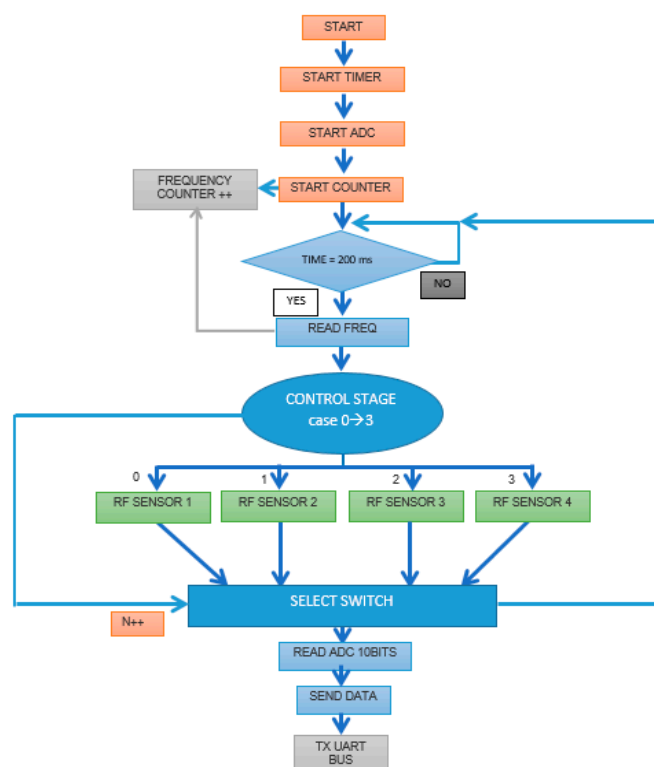 START
START TIMER
START ADC
FREQUENCY
COUNTER ++
START COUNTER
TIME = 200 ms
NO
YES
READ FREQ
CONTROL STAGE
case 0→3
0
1
2
3
RF SENSOR 1
RF SENSOR 2
RF SENSOR 3
RF SENSOR 4
SELECT SWITCH
N++
READ ADC 10BITS
SEND DATA
TX UART
BUS